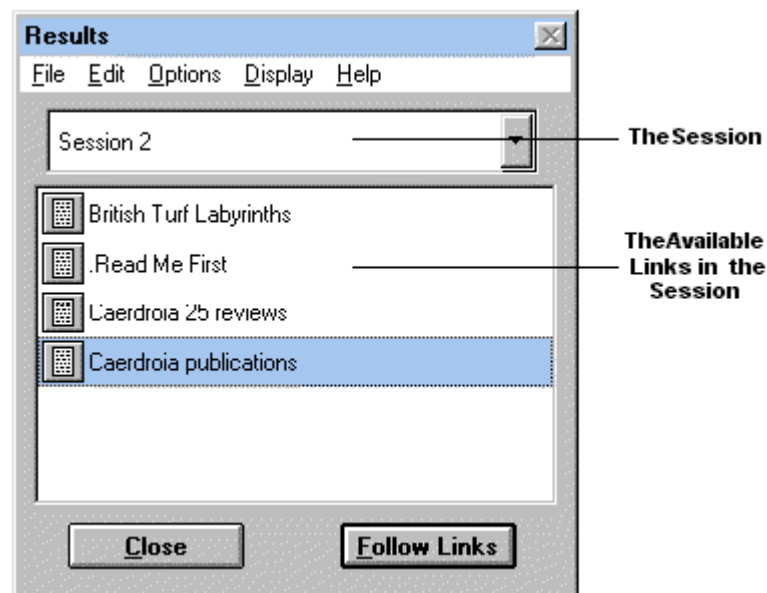 Results
File Edit Options Display Help
Session 2
TheSession
British Turf Labyrinths
.Read Me First
Caerdroia 25 reviews
Caerdroia publications
TheAvailable
Links in the
Session
Close Follow Links